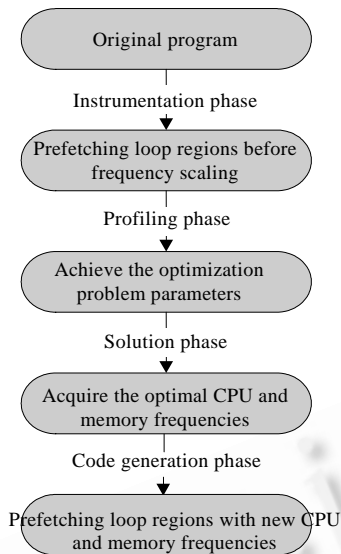 Original program
Instrumentation phase
Prefetching loop regions before
frequency scaling
Profiling phase
Achieve the optimization
problem parameters
Solution phase
Acquire the optimal CPU and
memory frequencies
Code generation phase
Prefetching loop regions with new CPU
and memory frequencies